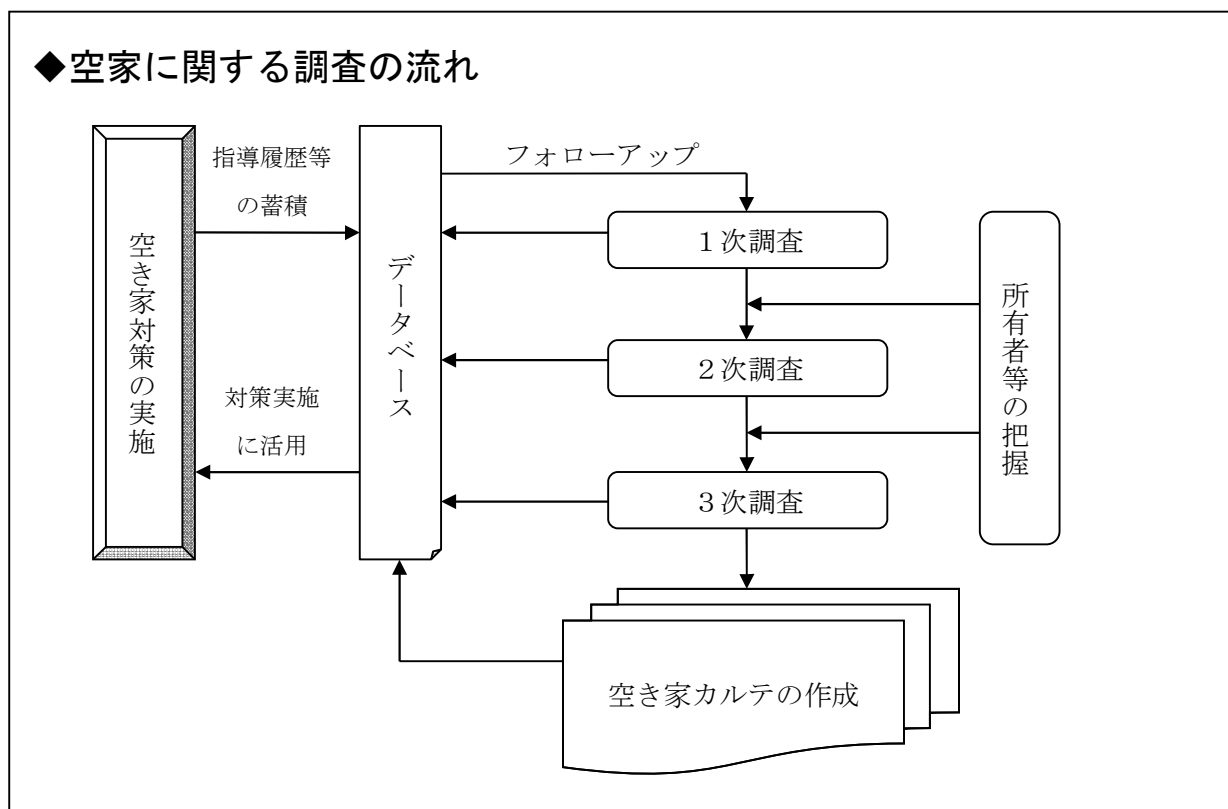 ◆空家に関する調査の流れ
空き家対策の実施
指導履歴等
の蓄積
対策実施
に活用
データベース
フォローアップ
１次調査
２次調査
３次調査
所有者等の把握
空き家カルテの作成